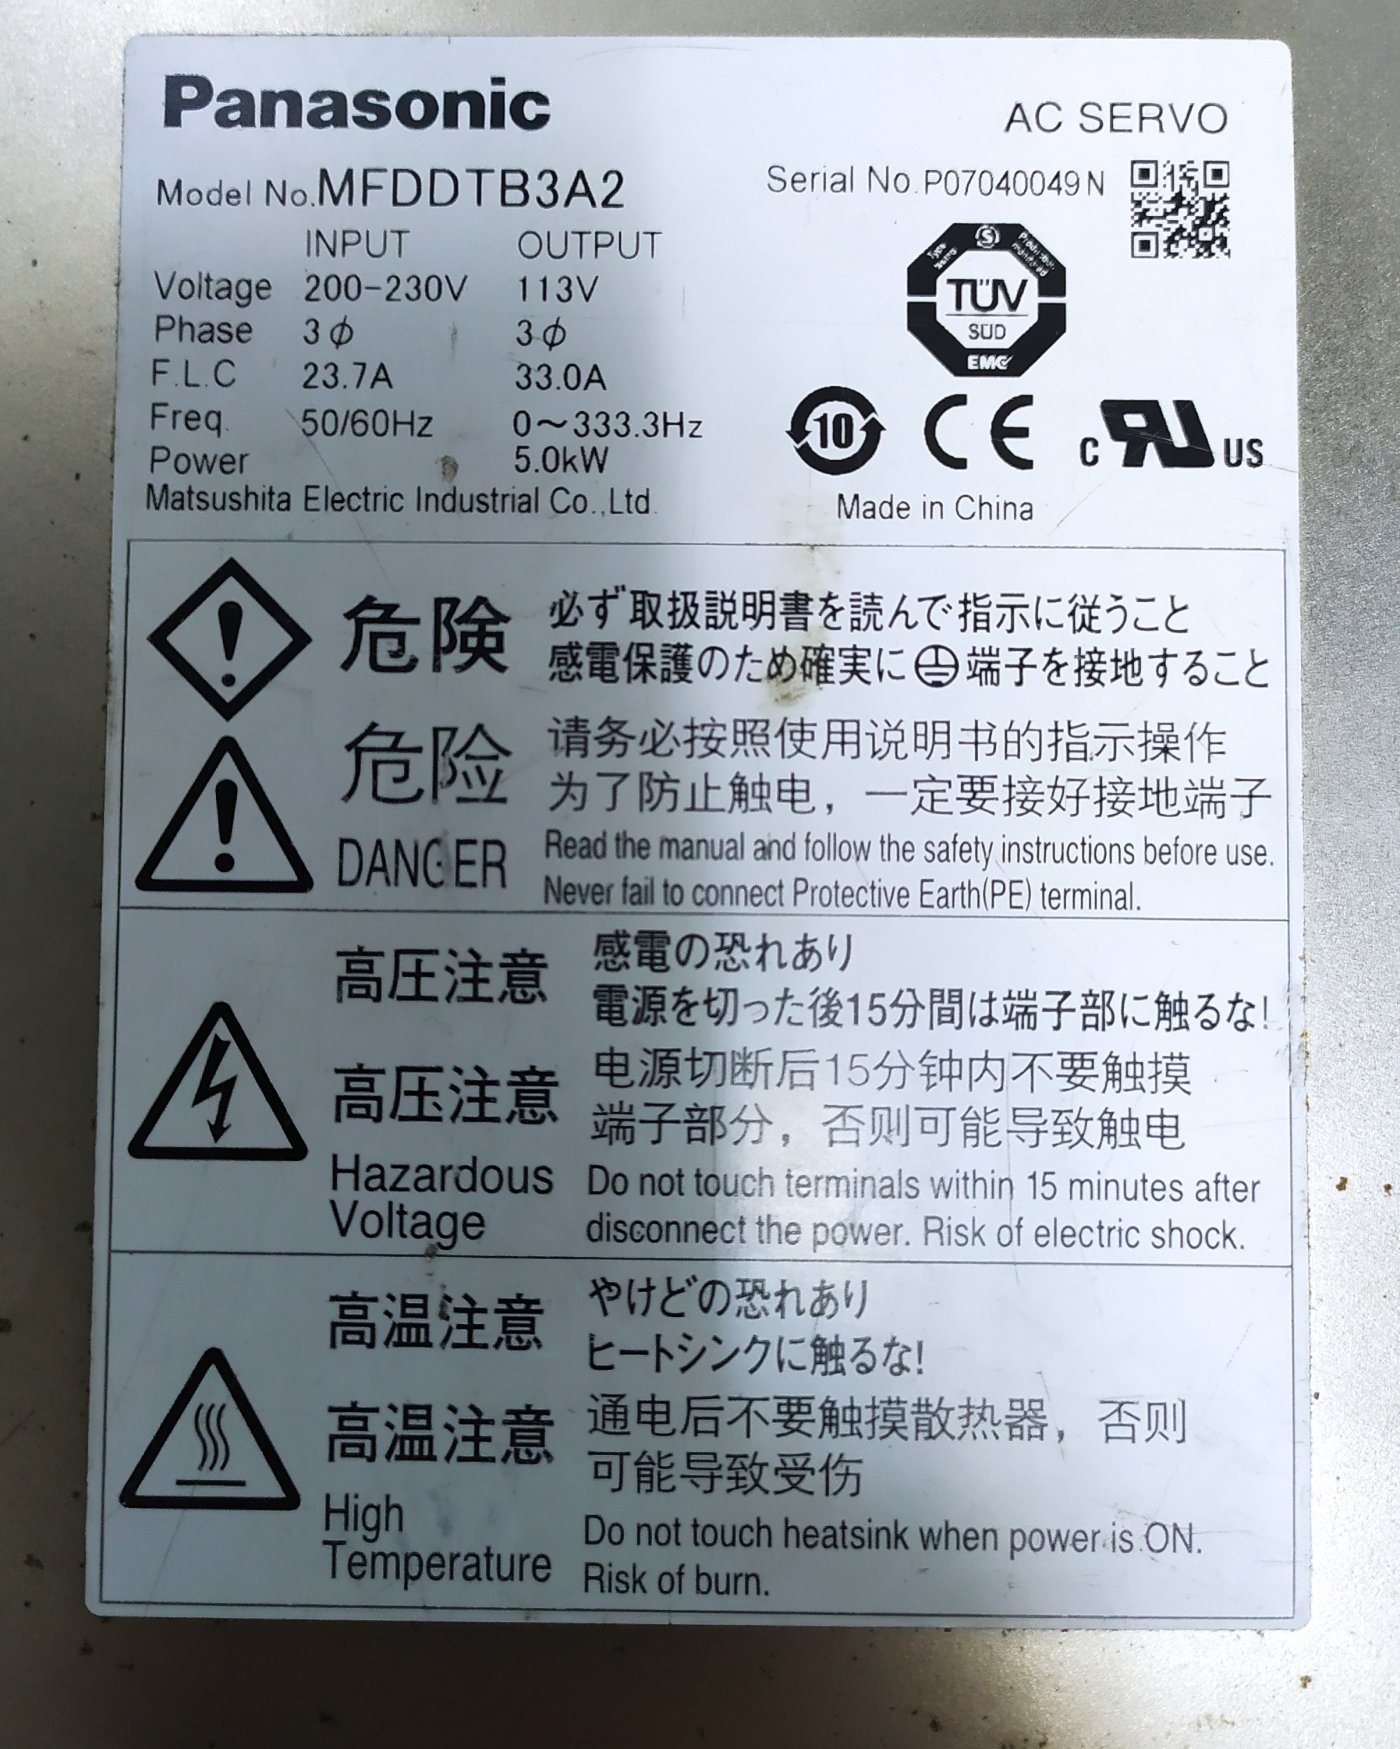 Panasonic
AC SERVO
Model No. MFDDTB3A2
Serial No. P07040049N
INPUT OUTPUT
Voltage 200-230V 113V
Phase 3φ 3φ
F.L.C 23.7A 33.0A
Freq. 50/60Hz 0~333.3Hz
Power 5.0kW
Matsushita Electric Industrial Co.,Ltd.
TÜV
SÜD
EMC
10
CE
c RU US
Made in China
危険
必ず取扱説明書を読んで指示に従うこと
感電保護のため確実に⏚端子を接地すること
危险
请务必按照使用说明书的指示操作
为了防止触电，一定要接好接地端子
DANGER
Read the manual and follow the safety instructions before use.
Never fail to connect Protective Earth(PE) terminal.
高圧注意
感電の恐れあり
電源を切った後15分間は端子部に触るな!
高压注意
电源切断后15分钟内不要触摸
端子部分，否则可能导致触电
Hazardous
Voltage
Do not touch terminals within 15 minutes after
disconnect the power. Risk of electric shock.
高温注意
やけどの恐れあり
ヒートシンクに触るな!
高温注意
通电后不要触摸散热器，否则
可能导致受伤
High
Temperature
Do not touch heatsink when power is ON.
Risk of burn.